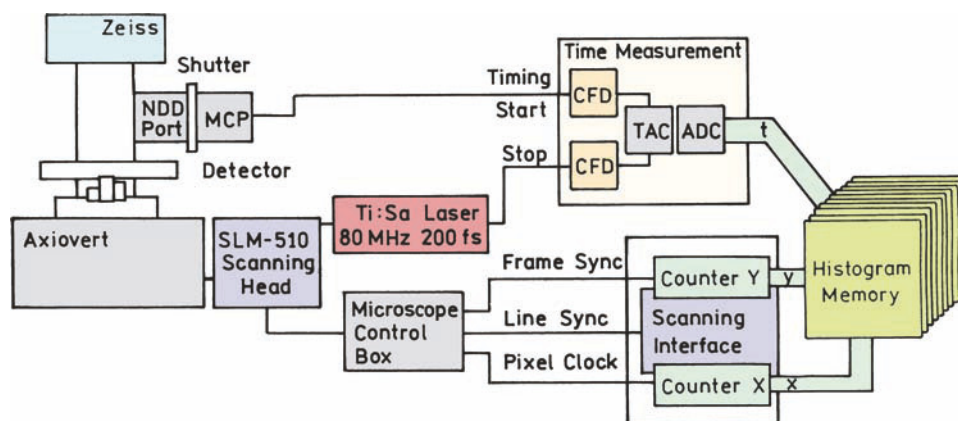 Zeiss
Shutter
NDD
Port
MCP
Detector
Axiovert
SLM-510
Scanning
Head
Ti:Sa Laser
80 MHz 200 fs
Timing
Start
Stop
Time Measurement
CFD
CFD
TAC
ADC
t
Microscope
Control
Box
Frame Sync
Line Sync
Pixel Clock
Counter Y
y
Scanning
Interface
Counter X
x
Histogram
Memory